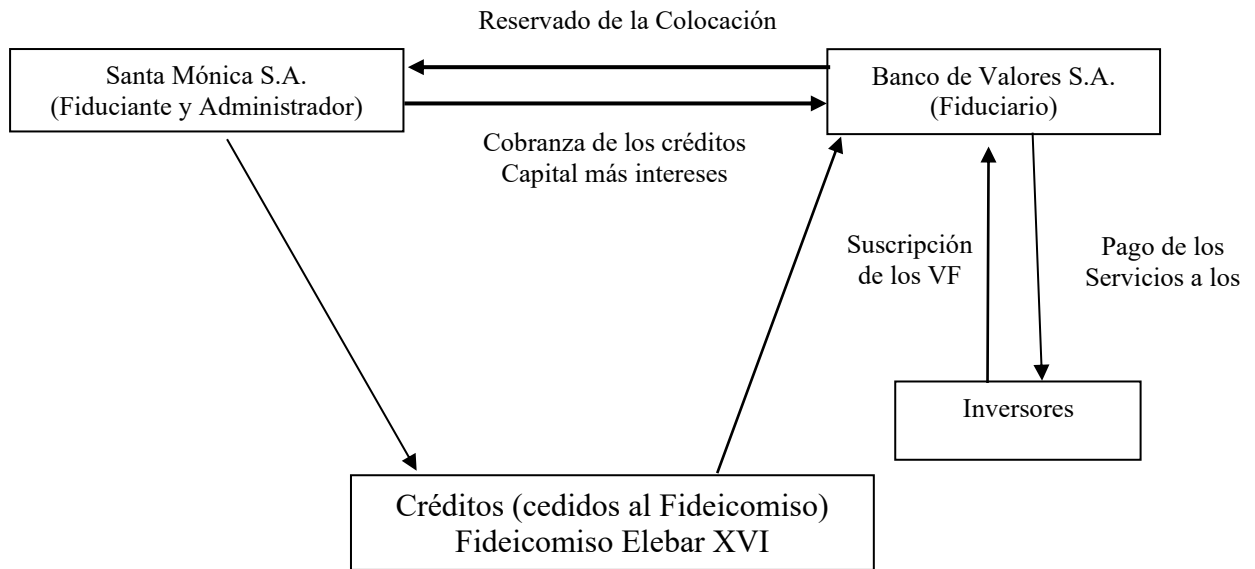 Reservado de la Colocación
Santa Mónica S.A.
(Fiduciante y Administrador)
Banco de Valores S.A.
(Fiduciario)
Cobranza de los créditos
Capital más intereses
Suscripción
de los VF
Pago de los
Servicios a los
Inversores
Créditos (cedidos al Fideicomiso)
Fideicomiso Elebar XVI